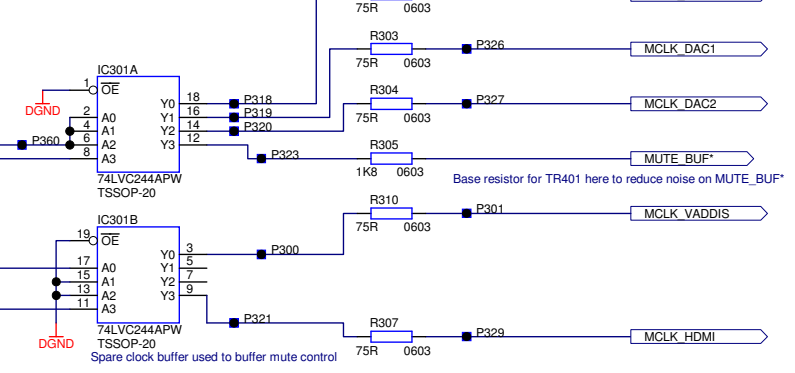 75R 0603
R303
P326
MCLK_DAC1
75R 0603
IC301A
1 OE
DGND
18 Y0 P318
2 A0
16 Y1 P319
4 A1
14 Y2 P320
P360 6 A2
12 Y3
8 A3
74LVC244APW
TSSOP-20
R304
P327
MCLK_DAC2
75R 0603
P323
R305
MUTE_BUF*
1K8 0603
Base resistor for TR401 here to reduce noise on MUTE_BUF*
R310
P301
MCLK_VADDIS
75R 0603
IC301B
19 OE
Y0 3 P300
17 A0
Y1 5
15 A1
Y2 7
13 A2
Y3 9
11 A3
P321
74LVC244APW
TSSOP-20
DGND
R307
P329
MCLK_HDMI
75R 0603
Spare clock buffer used to buffer mute control